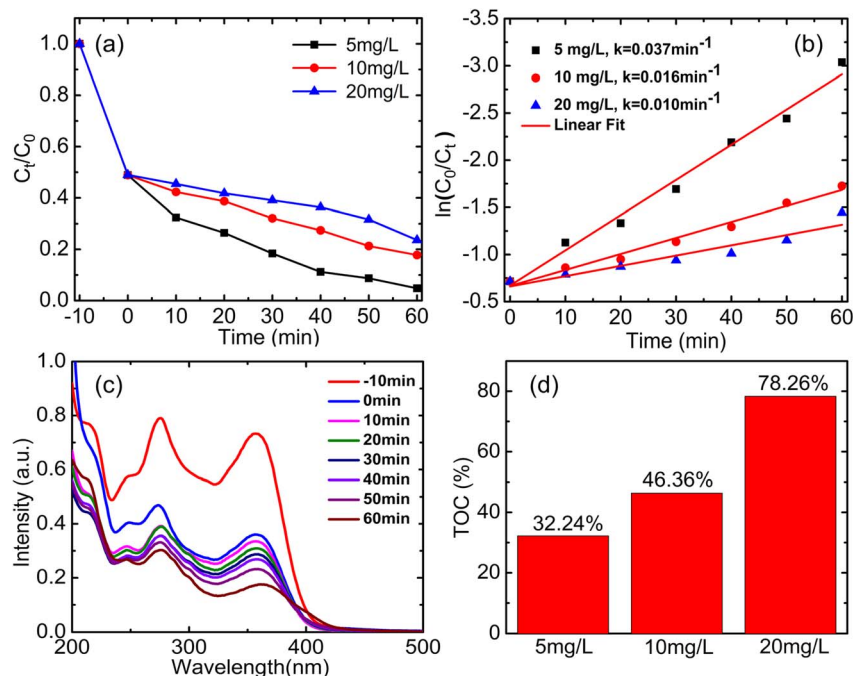 (a)
5mg/L
10mg/L
20mg/L
1.0
0.8
0.6
0.4
0.2
0.0
Cₜ/C₀
-10 0 10 20 30 40 50 60
Time (min)
(b)
5 mg/L, k=0.037min⁻¹
10 mg/L, k=0.016min⁻¹
20 mg/L, k=0.010min⁻¹
Linear Fit
-3.5
-3.0
-2.5
-2.0
-1.5
-1.0
-0.5
ln(C₀/Cₜ)
0 10 20 30 40 50 60
Time (min)
(c)
-10min
0min
10min
20min
30min
40min
50min
60min
1.0
0.8
0.6
0.4
0.2
0.0
Intensity (a.u.)
200 300 400 500
Wavelength(nm)
(d)
80
60
40
20
0
TOC (%)
32.24%
46.36%
78.26%
5mg/L 10mg/L 20mg/L